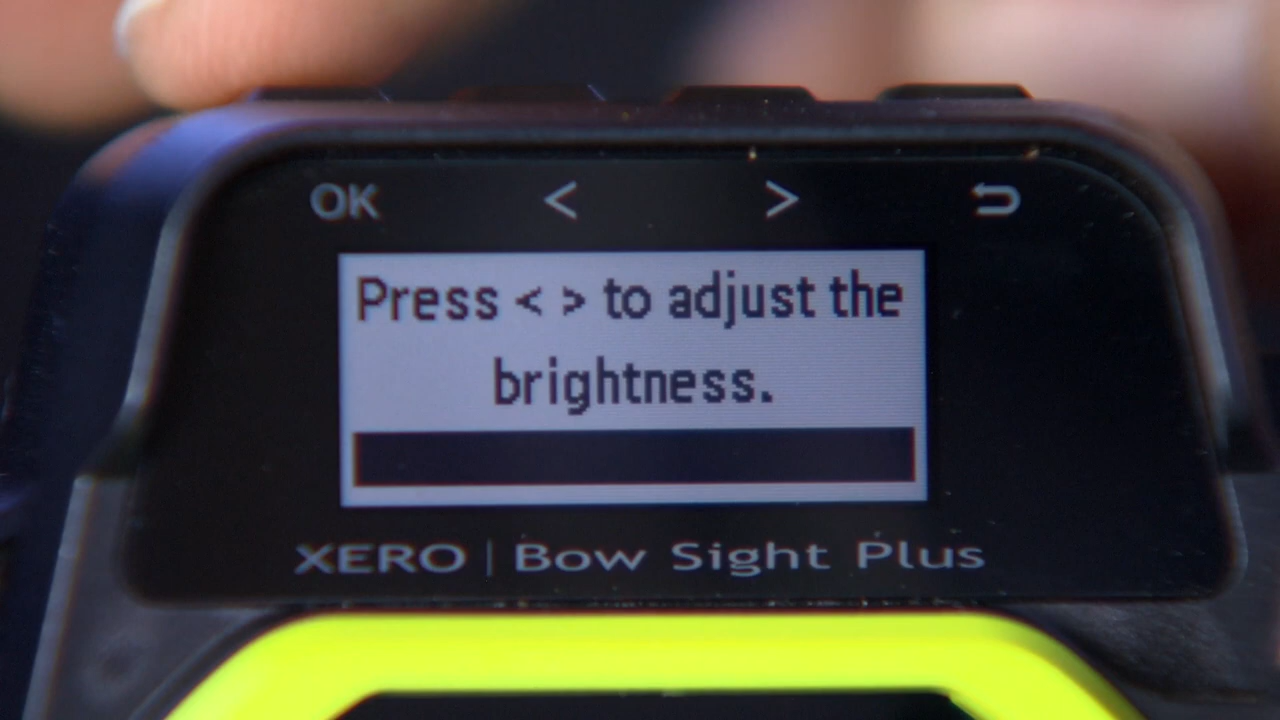 OK < > ⮌
Press < > to adjust the
brightness.
XERO | Bow Sight Plus